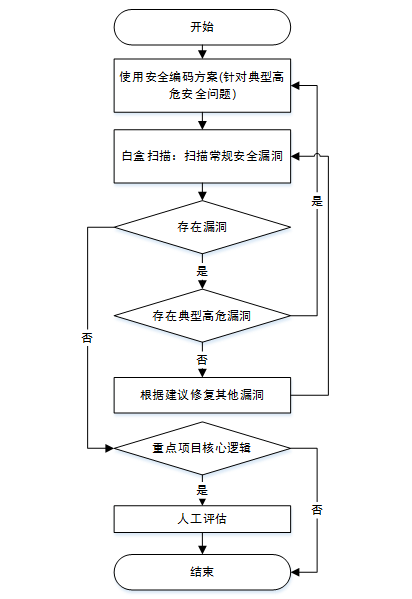 开始
使用安全编码方案(针对典型高
危安全问题)
白盒扫描：扫描常规安全漏洞
是
存在漏洞
是
存在典型高危漏洞
否
否
根据建议修复其他漏洞
重点项目核心逻辑
是
否
人工评估
结束